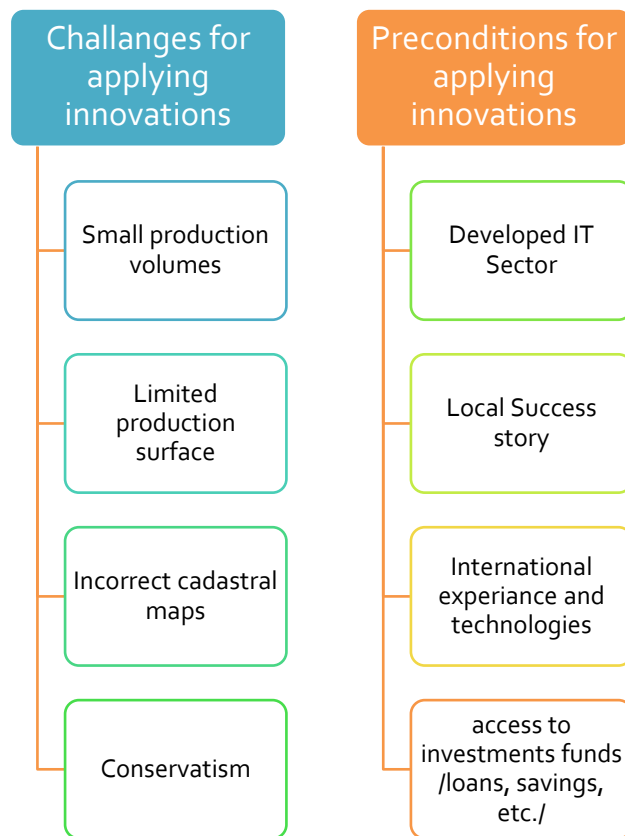 Challanges for
applying
innovations
Small production
volumes
Limited
production
surface
Incorrect cadastral
maps
Conservatism
Preconditions for
applying
innovations
Developed IT
Sector
Local Success
story
International
experiance and
technologies
access to
investments funds
/loans, savings,
etc./